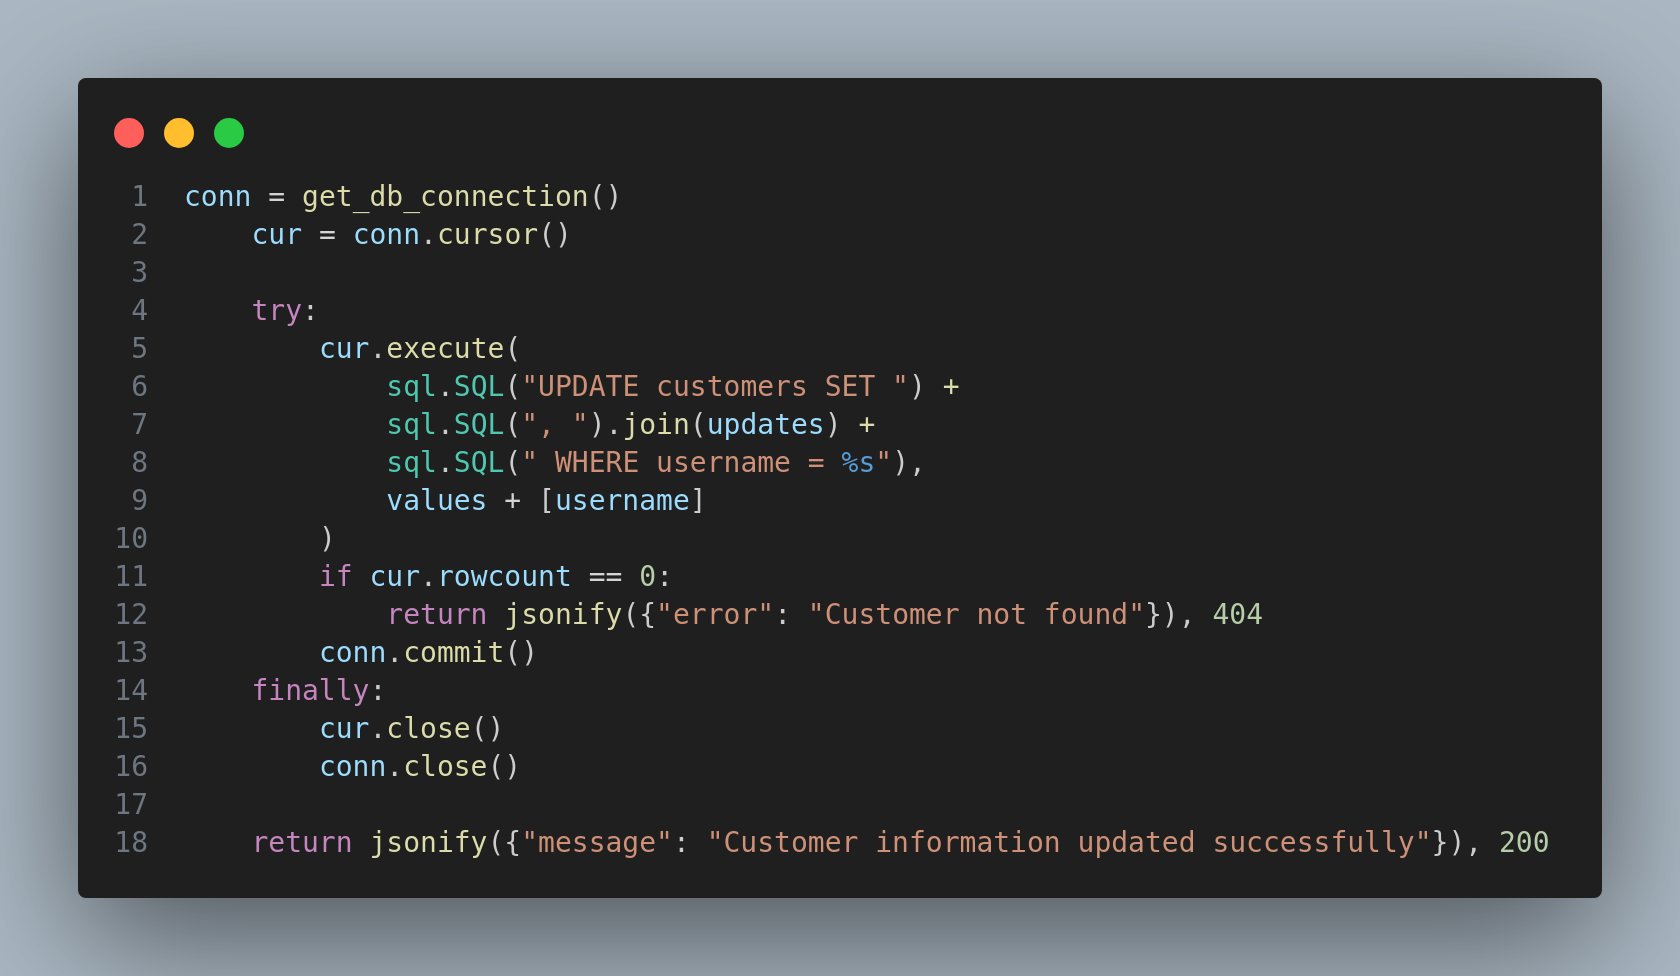 1 conn = get_db_connection()
2     cur = conn.cursor()
3
4     try:
5         cur.execute(
6             sql.SQL("UPDATE customers SET ") +
7             sql.SQL(", ").join(updates) +
8             sql.SQL(" WHERE username = %s"),
9             values + [username]
10         )
11         if cur.rowcount == 0:
12             return jsonify({"error": "Customer not found"}), 404
13         conn.commit()
14     finally:
15         cur.close()
16         conn.close()
17
18     return jsonify({"message": "Customer information updated successfully"}), 200